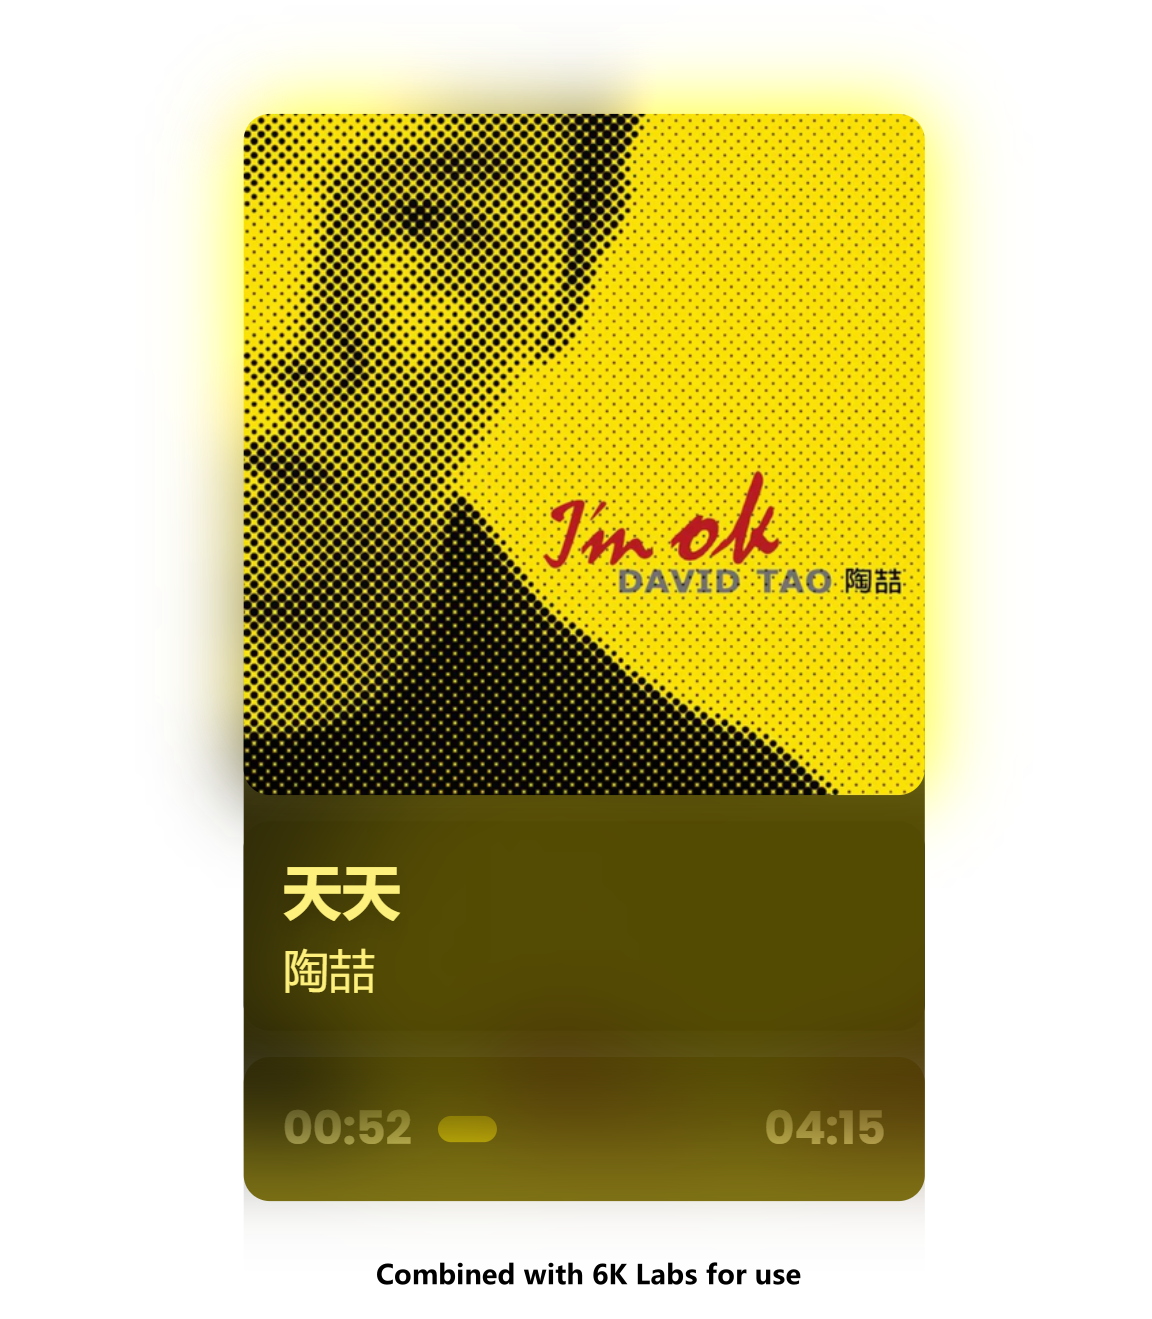 I'm ok
DAVID TAO 陶喆
天天
陶喆
00:52 04:15
Combined with 6K Labs for use